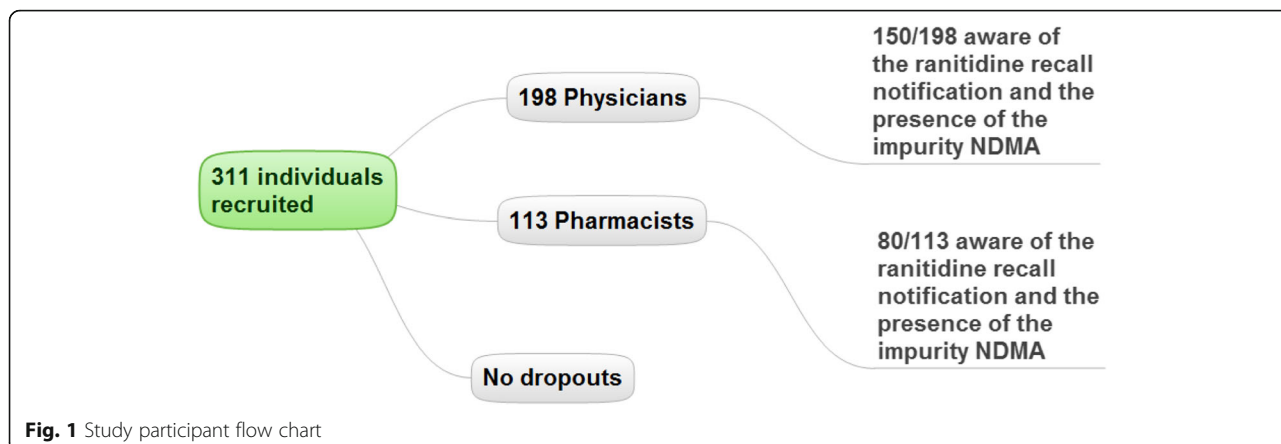 311 individuals
recruited
198 Physicians
150/198 aware of
the ranitidine recall
notification and the
presence of the
impurity NDMA
113 Pharmacists
80/113 aware of the
ranitidine recall
notification and the
presence of the
impurity NDMA
No dropouts
Fig. 1 Study participant flow chart